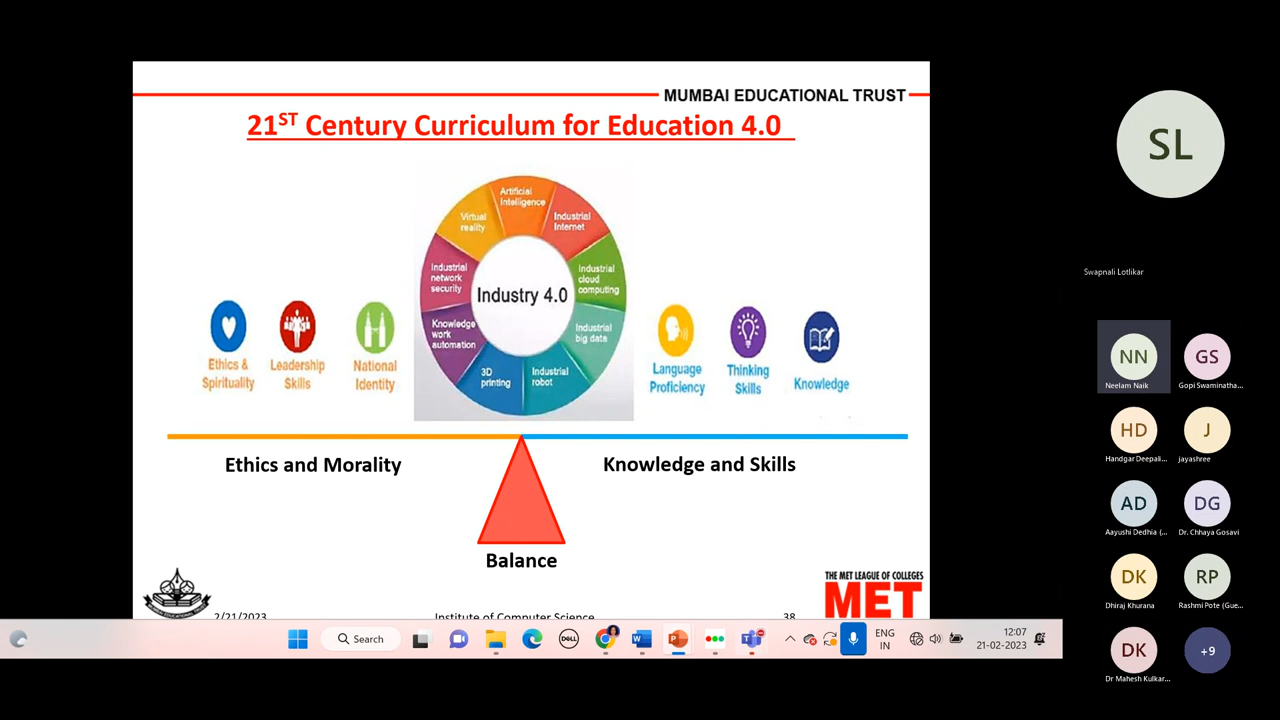 MUMBAI EDUCATIONAL TRUST
21ST Century Curriculum for Education 4.0
Artificial
Intelligence
Industrial
Internet
Industrial
cloud
computing
Industrial
big data
Industrial
robot
3D
printing
Knowledge
work
automation
Industrial
network
security
Virtual
reality
Industry 4.0
Ethics &
Spirituality
Leadership
Skills
National
Identity
Language
Proficiency
Thinking
Skills
Knowledge
Ethics and Morality
Knowledge and Skills
Balance
2/21/2023
Institute of Computer Science
38
THE MET LEAGUE OF COLLEGES
MET
Search
DELL
ENG
IN
12:07
21-02-2023
SL
Swapnali Lotlikar
NN
Neelam Naik
GS
Gopi Swaminatha...
HD
Handgar Deepali...
J
jayashree
AD
Aayushi Dedhia (...
DG
Dr. Chhaya Gosavi
DK
Dhiraj Khurana
RP
Rashmi Pote (Gue...
DK
Dr Mahesh Kulkar...
+9